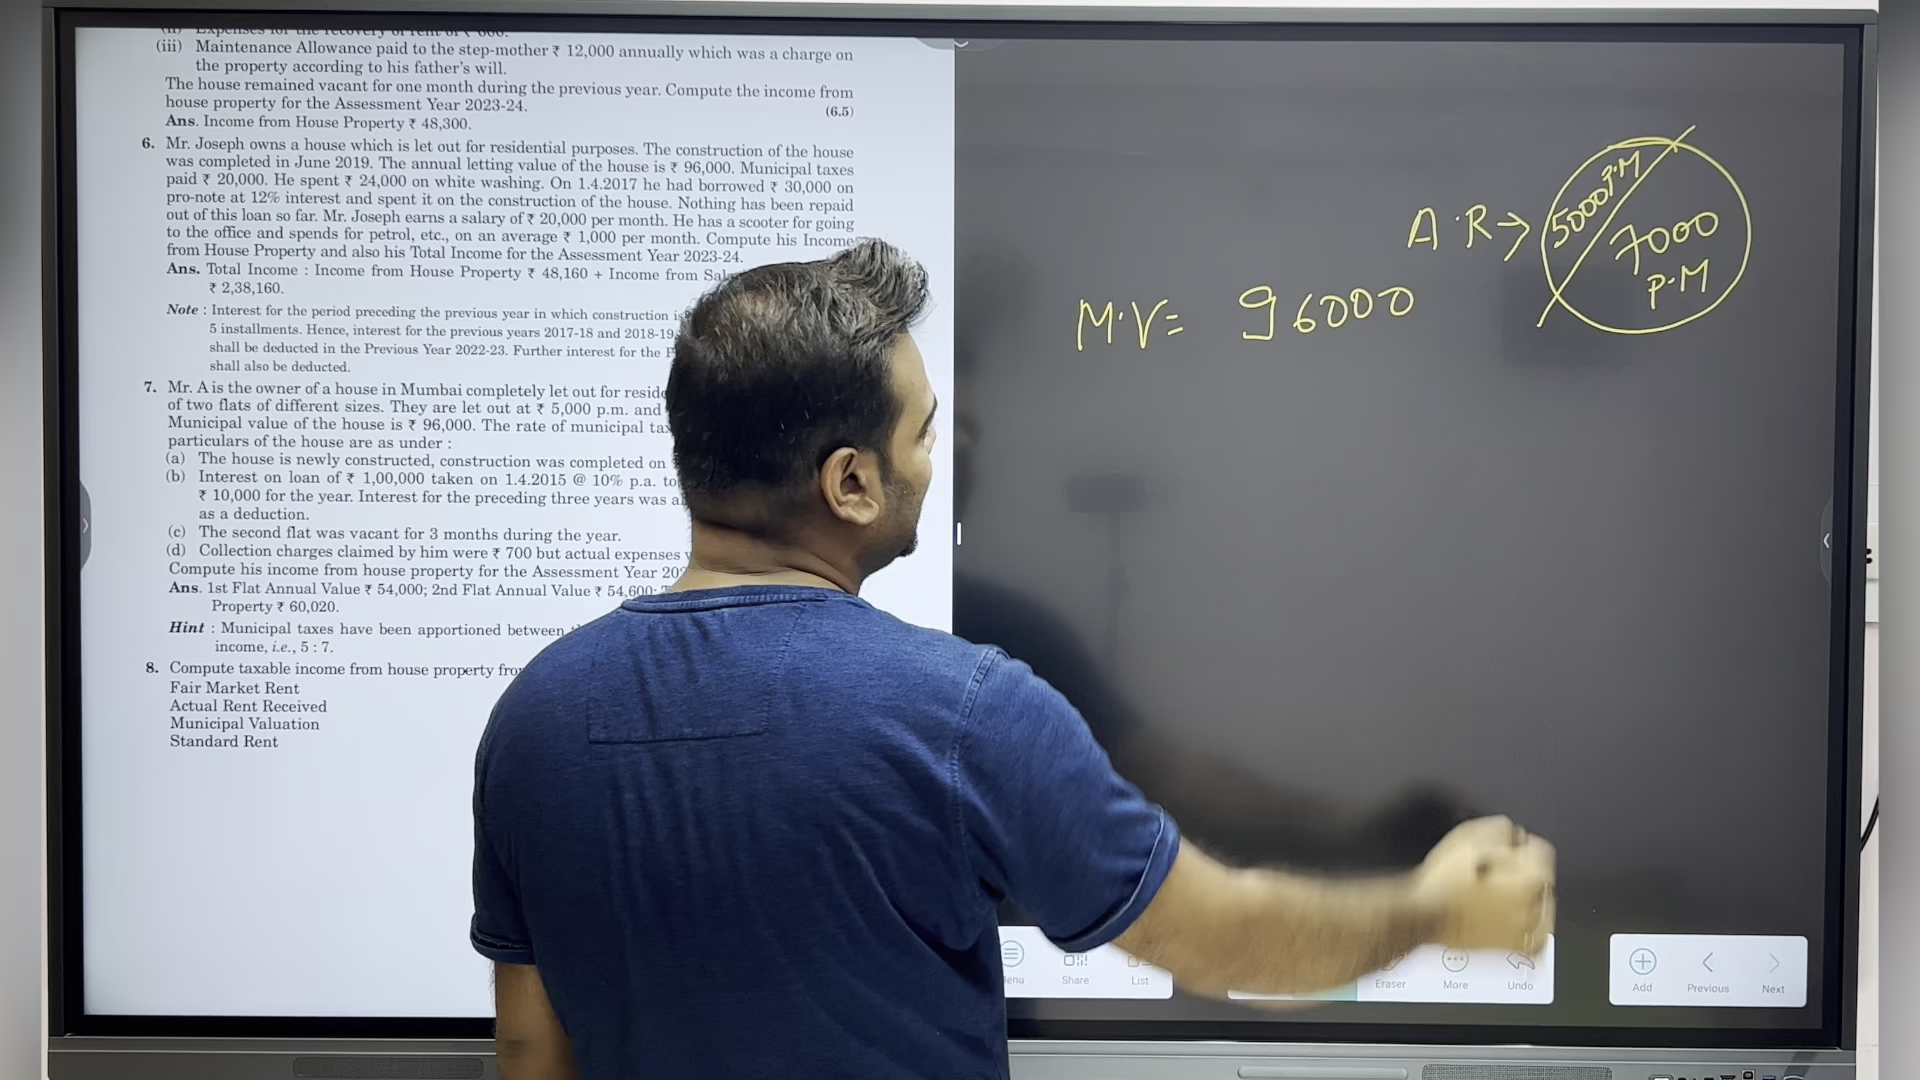 (iii) Maintenance Allowance paid to the step-mother ₹ 12,000 annually which was a charge on
the property according to his father's will.
The house remained vacant for one month during the previous year. Compute the income from
house property for the Assessment Year 2023-24. (6.5)
Ans. Income from House Property ₹ 48,300.
6. Mr. Joseph owns a house which is let out for residential purposes. The construction of the house
was completed in June 2019. The annual letting value of the house is ₹ 96,000. Municipal taxes
paid ₹ 20,000. He spent ₹ 24,000 on white washing. On 1.4.2017 he had borrowed ₹ 30,000 on
pro-note at 12% interest and spent it on the construction of the house. Nothing has been repaid
out of this loan so far. Mr. Joseph earns a salary of ₹ 20,000 per month. He has a scooter for going
to the office and spends for petrol, etc., on an average ₹ 1,000 per month. Compute his Income
from House Property and also his Total Income for the Assessment Year 2023-24.
Ans. Total Income : Income from House Property ₹ 48,160 + Income from
₹ 2,38,160.
Note : Interest for the period preceding the previous year in which construction
5 installments. Hence, interest for the previous years 2017-18 and 2018-19
shall be deducted in the Previous Year 2022-23. Further interest for the
shall also be deducted.
7. Mr. A is the owner of a house in Mumbai completely let out for
of two flats of different sizes. They are let out at ₹ 5,000 p.m. and
Municipal value of the house is ₹ 96,000. The rate of municipal
particulars of the house are as under :
(a) The house is newly constructed, construction was completed on
(b) Interest on loan of ₹ 1,00,000 taken on 1.4.2015 @ 10% p.a.
₹ 10,000 for the year. Interest for the preceding three years was
as a deduction.
(c) The second flat was vacant for 3 months during the year.
(d) Collection charges claimed by him were ₹ 700 but actual expenses
Compute his income from house property for the Assessment Year
Ans. 1st Flat Annual Value ₹ 54,000; 2nd Flat Annual Value ₹ 54,600;
Property ₹ 60,020.
Hint : Municipal taxes have been apportioned between
income, i.e., 5 : 7.
8. Compute taxable income from house property
Fair Market Rent
Actual Rent Received
Municipal Valuation
Standard Rent
A.R → 5000 P.M
7000
P.M
M.V = 96000
Share
List
Eraser
More
Undo
Add
Previous
Next